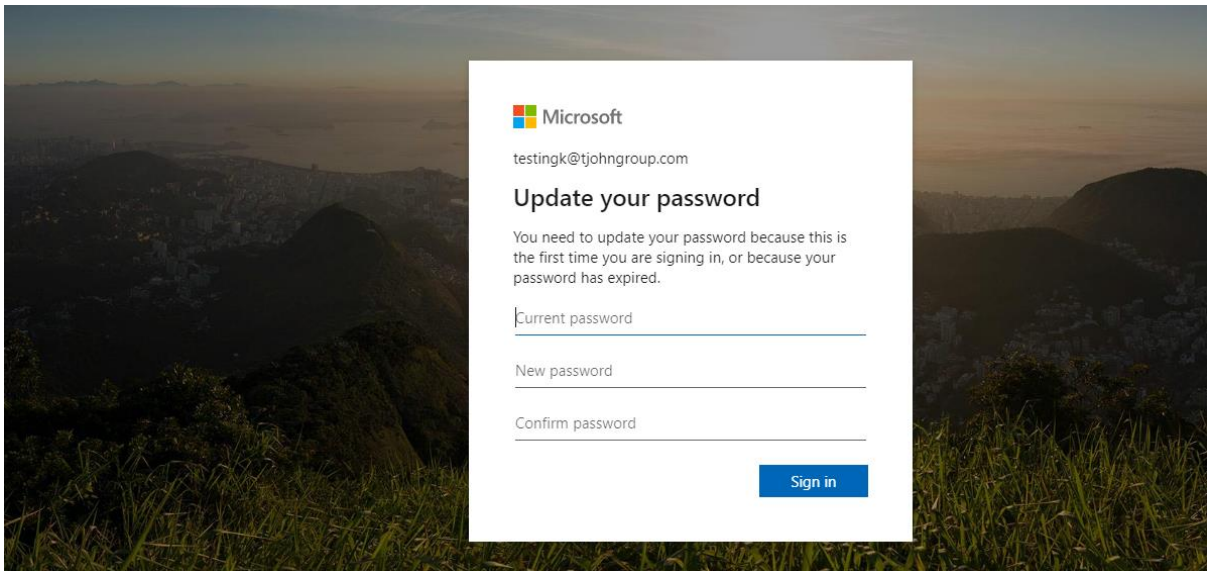 Microsoft
testingk@tjohngroup.com
Update your password
You need to update your password because this is
the first time you are signing in, or because your
password has expired.
Current password
New password
Confirm password
Sign in